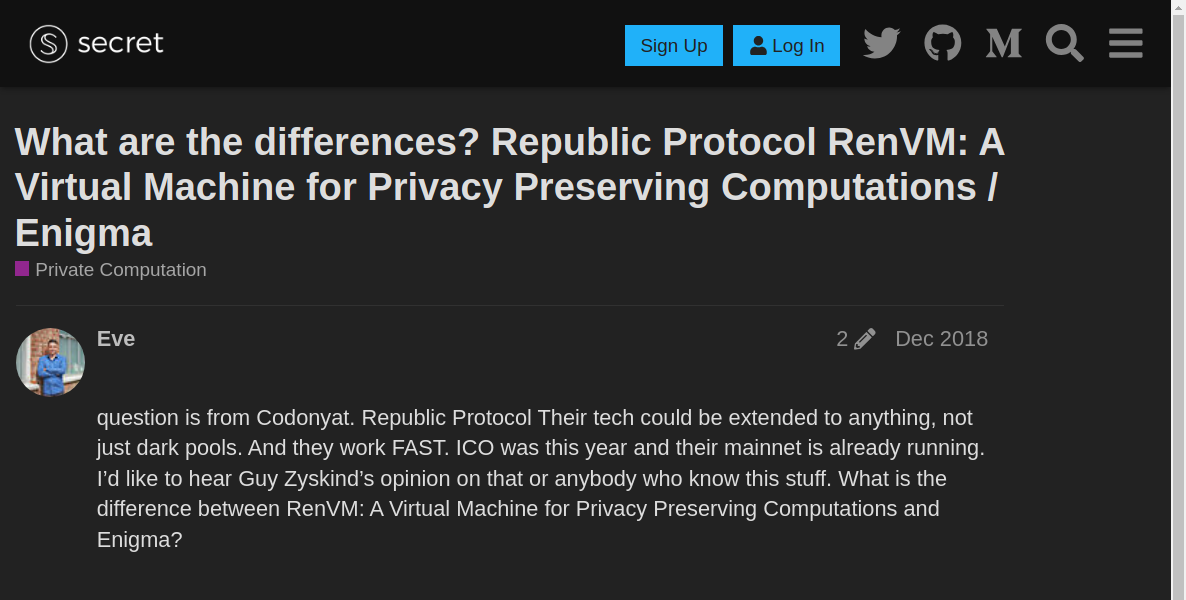 secret
Sign Up
Log In
What are the differences? Republic Protocol RenVM: A
Virtual Machine for Privacy Preserving Computations /
Enigma
Private Computation
Eve
2
Dec 2018
question is from Codonyat. Republic Protocol Their tech could be extended to anything, not
just dark pools. And they work FAST. ICO was this year and their mainnet is already running.
I’d like to hear Guy Zyskind’s opinion on that or anybody who know this stuff. What is the
difference between RenVM: A Virtual Machine for Privacy Preserving Computations and
Enigma?